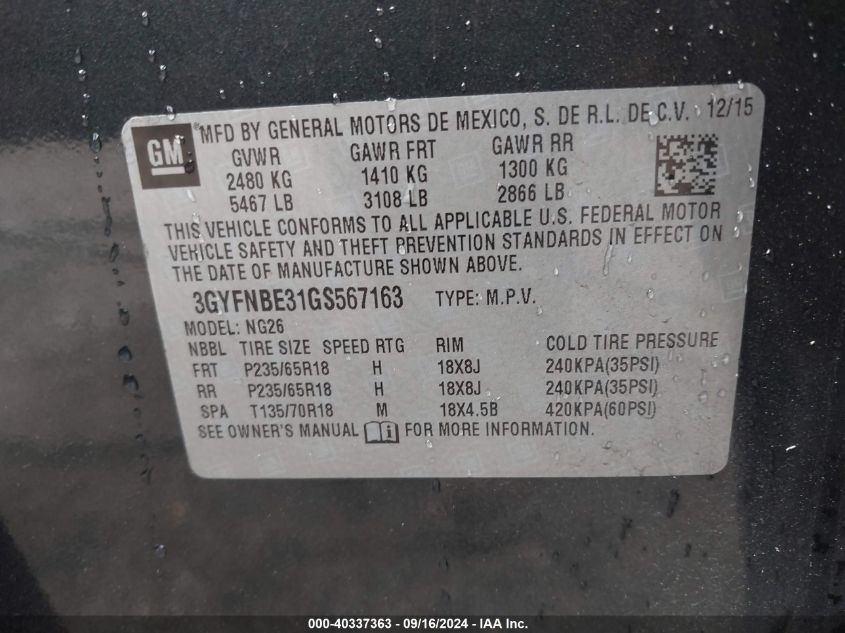 GM
®MFD BY GENERAL MOTORS DE MEXICO, S. DE R.L. DE C.V. 12/15
GVWR GAWR FRT GAWR RR
2480 KG 1410 KG 1300 KG
5467 LB 3108 LB 2866 LB
THIS VEHICLE CONFORMS TO ALL APPLICABLE U.S. FEDERAL MOTOR
VEHICLE SAFETY AND THEFT PREVENTION STANDARDS IN EFFECT ON
THE DATE OF MANUFACTURE SHOWN ABOVE.
3GYFNBE31GS567163 TYPE: M.P.V.
MODEL: NG26
NBBL TIRE SIZE SPEED RTG RIM COLD TIRE PRESSURE
FRT P235/65R18 H 18X8J 240KPA(35PSI)
RR P235/65R18 H 18X8J 240KPA(35PSI)
SPA T135/70R18 M 18X4.5B 420KPA(60PSI)
SEE OWNER'S MANUAL i FOR MORE INFORMATION.
000-40337363 - 09/16/2024 - IAA Inc.